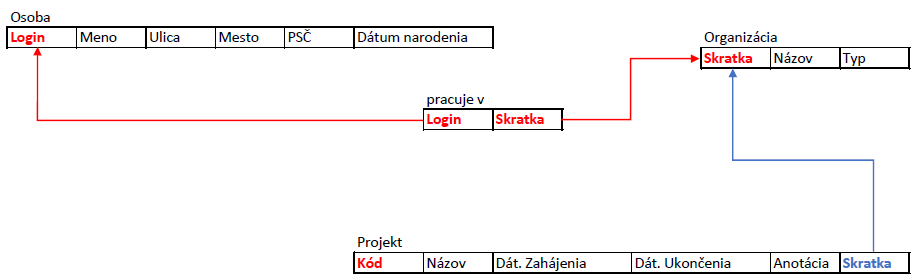 Osoba
Login Meno Ulica Mesto PSČ Dátum narodenia
Organizácia
Skratka Názov Typ
pracuje v
Login Skratka
Projekt
Kód Názov Dát. Zahájenia Dát. Ukončenia Anotácia Skratka